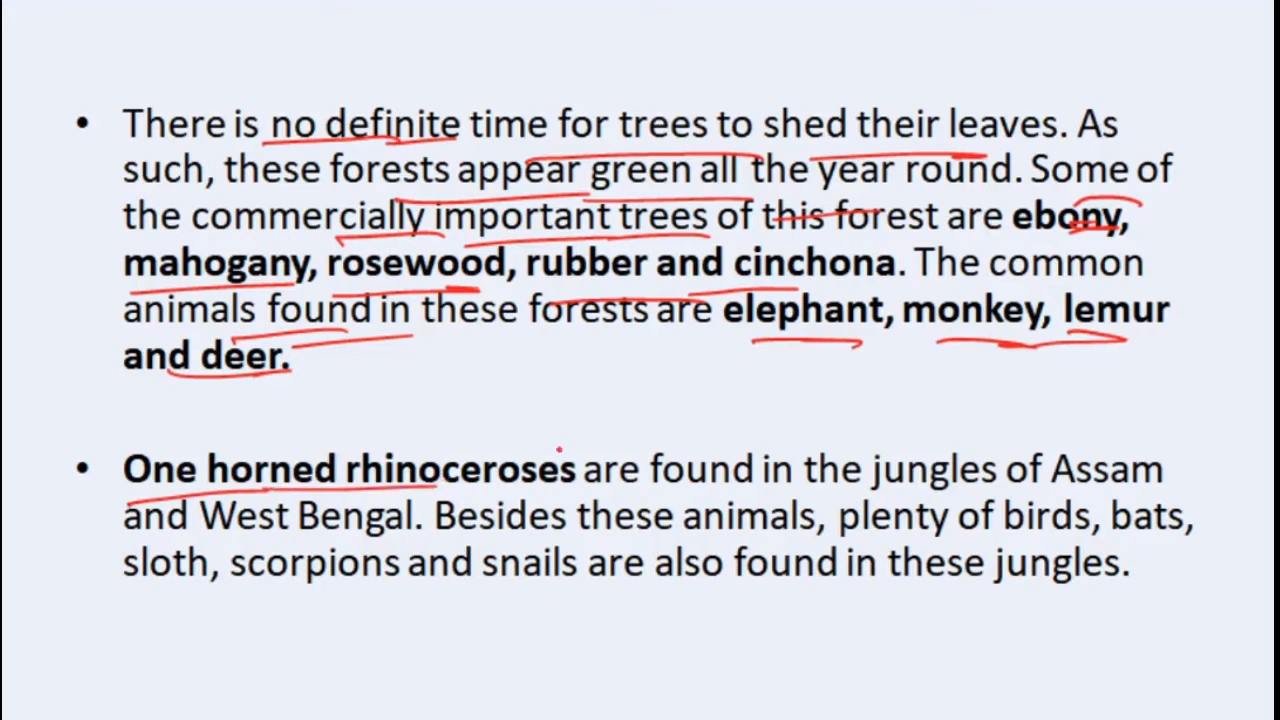 • There is no definite time for trees to shed their leaves. As
such, these forests appear green all the year round. Some of
the commercially important trees of this forest are ebony,
mahogany, rosewood, rubber and cinchona. The common
animals found in these forests are elephant, monkey, lemur
and deer.
• One horned rhinoceroses are found in the jungles of Assam
and West Bengal. Besides these animals, plenty of birds, bats,
sloth, scorpions and snails are also found in these jungles.